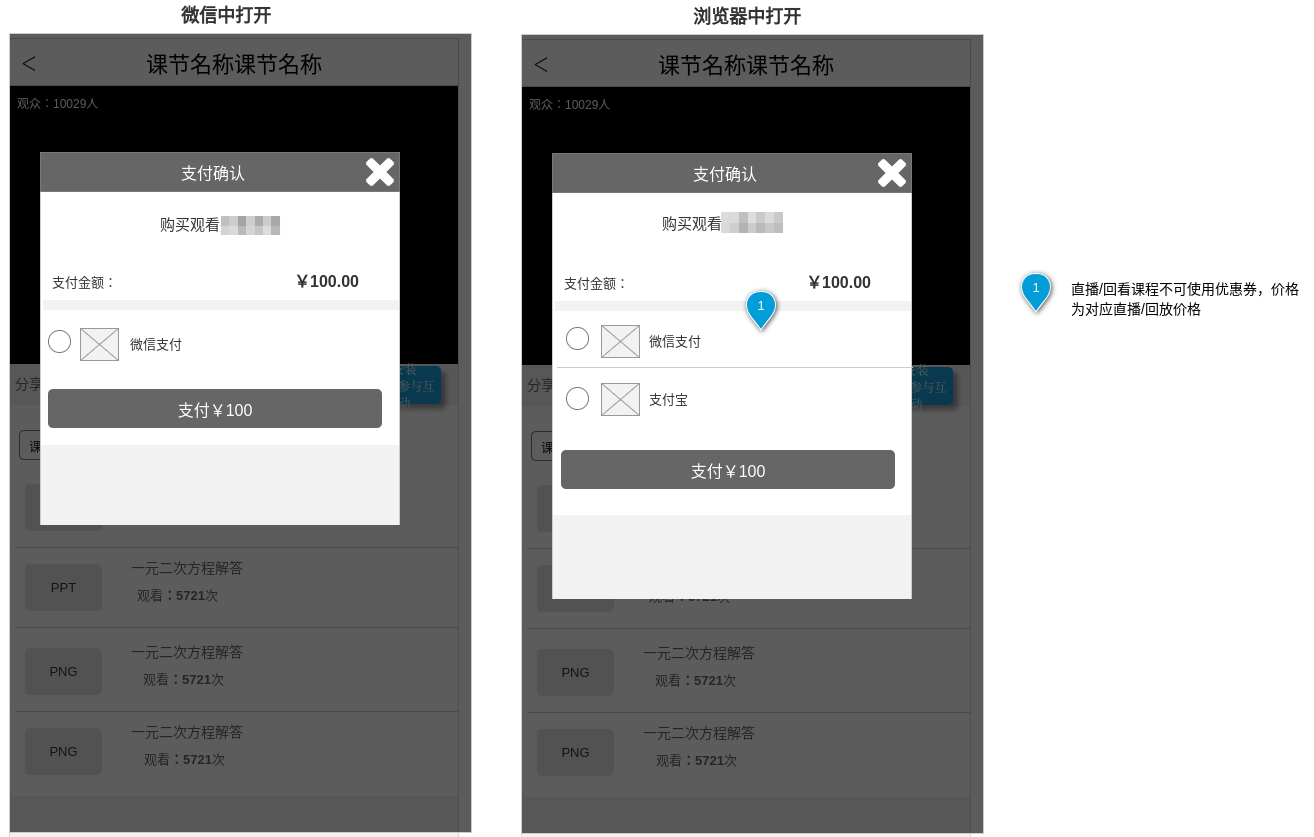 微信中打开
<
课节名称课节名称
观众：10029人
支付确认
购买观看
支付金额：
￥100.00
微信支付
分享
装
参与互
动
支付￥100
课
PPT
一元二次方程解答
观看：5721次
PNG
一元二次方程解答
观看：5721次
PNG
一元二次方程解答
观看：5721次
浏览器中打开
<
课节名称课节名称
观众：10029人
支付确认
购买观看
支付金额：
￥100.00
1
微信支付
分享
装
参与互
动
支付宝
课
支付￥100
观看：5721次
PNG
一元二次方程解答
观看：5721次
PNG
一元二次方程解答
观看：5721次
1
直播/回看课程不可使用优惠券，价格
为对应直播/回放价格